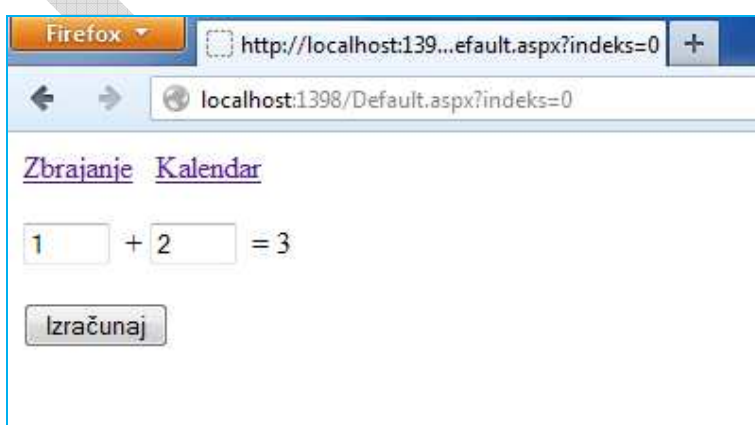 Firefox
http://localhost:139...efault.aspx?indeks=0 +
localhost:1398/Default.aspx?indeks=0
Zbrajanje Kalendar
1 + 2 = 3
Izračunaj